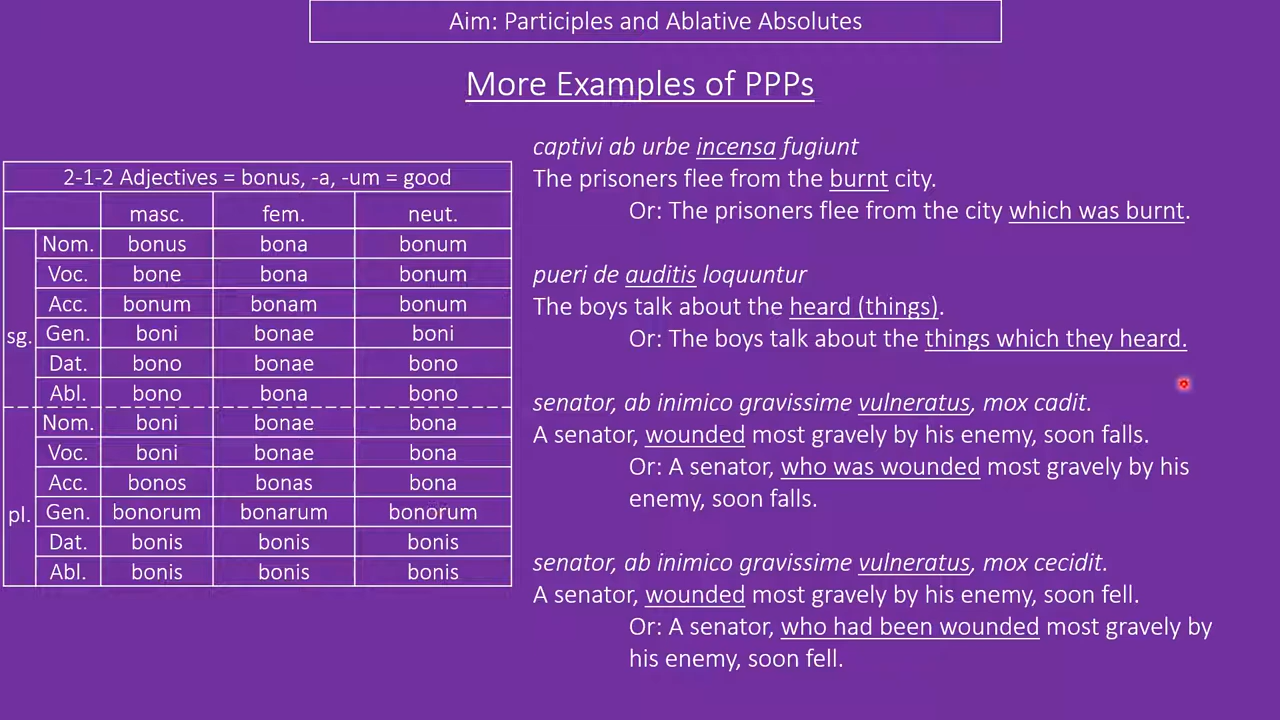 Aim: Participles and Ablative Absolutes
More Examples of PPPs
2-1-2 Adjectives = bonus, -a, -um = good
masc. fem. neut.
sg.
Nom. bonus bona bonum
Voc. bone bona bonum
Acc. bonum bonam bonum
Gen. boni bonae boni
Dat. bono bonae bono
Abl. bono bona bono
pl.
Nom. boni bonae bona
Voc. boni bonae bona
Acc. bonos bonas bona
Gen. bonorum bonarum bonorum
Dat. bonis bonis bonis
Abl. bonis bonis bonis
captivi ab urbe incensa fugiunt
The prisoners flee from the burnt city.
Or: The prisoners flee from the city which was burnt.
pueri de auditis loquuntur
The boys talk about the heard (things).
Or: The boys talk about the things which they heard.
senator, ab inimico gravissime vulneratus, mox cadit.
A senator, wounded most gravely by his enemy, soon falls.
Or: A senator, who was wounded most gravely by his
enemy, soon falls.
senator, ab inimico gravissime vulneratus, mox cecidit.
A senator, wounded most gravely by his enemy, soon fell.
Or: A senator, who had been wounded most gravely by
his enemy, soon fell.